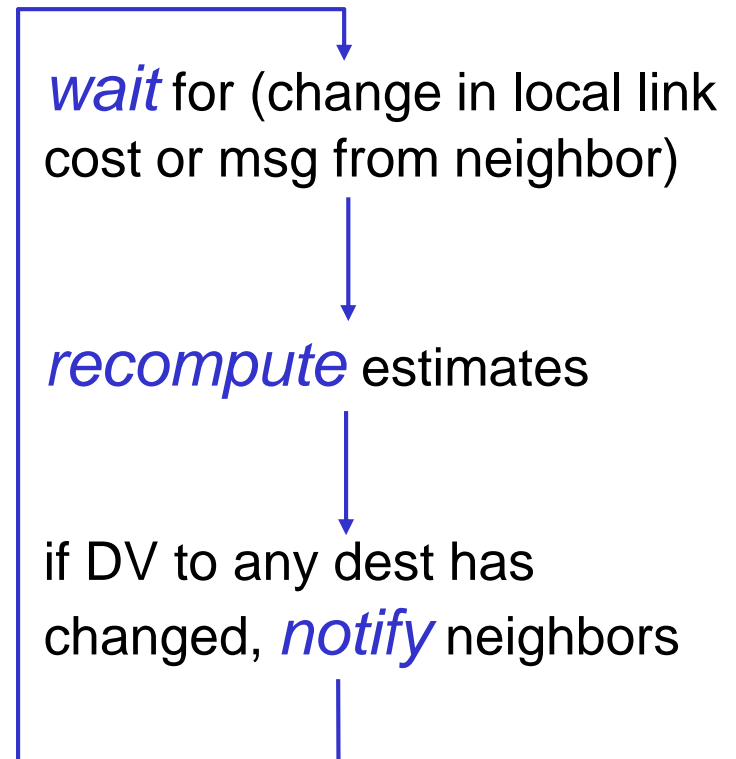 wait for (change in local link
cost or msg from neighbor)
recompute estimates
if DV to any dest has
changed, notify neighbors